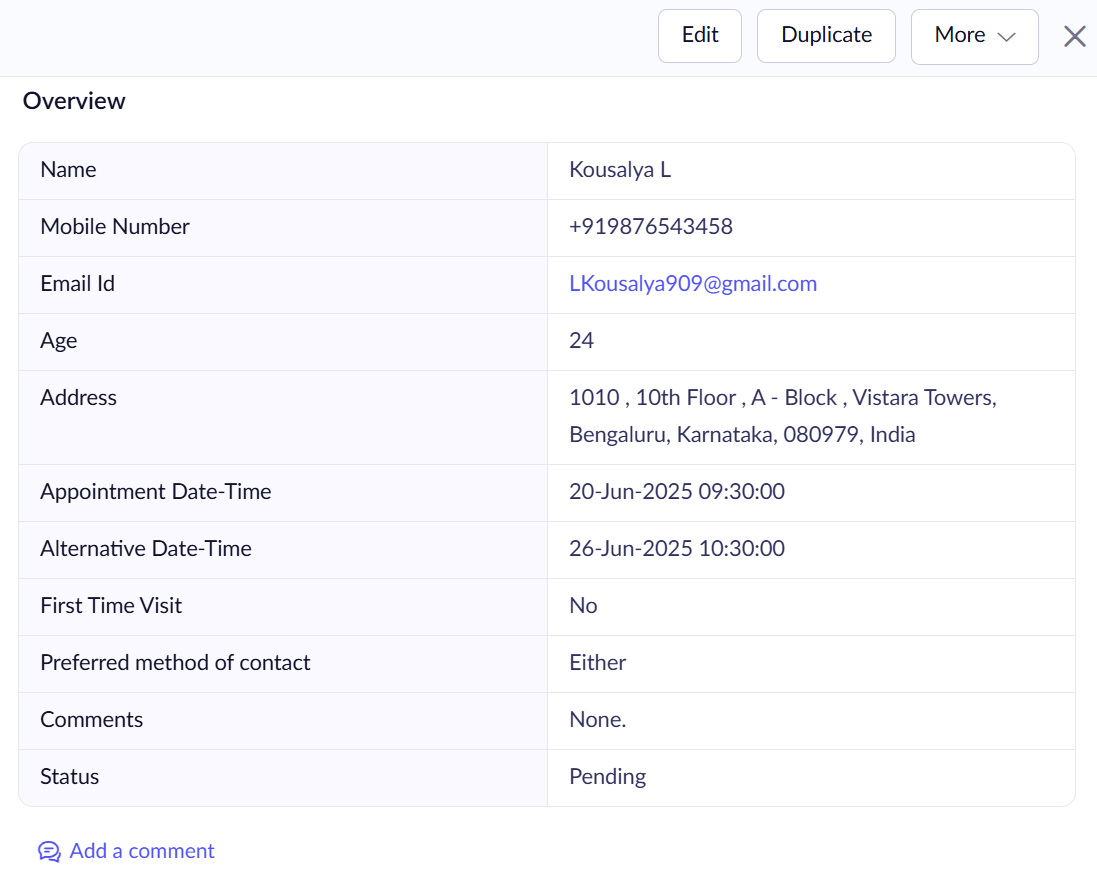 Edit Duplicate More
Overview
Name Kousalya L
Mobile Number +919876543458
Email Id LKousalya909@gmail.com
Age 24
Address 1010 , 10th Floor , A - Block , Vistara Towers,
Bengaluru, Karnataka, 080979, India
Appointment Date-Time 20-Jun-2025 09:30:00
Alternative Date-Time 26-Jun-2025 10:30:00
First Time Visit No
Preferred method of contact Either
Comments None.
Status Pending
Add a comment